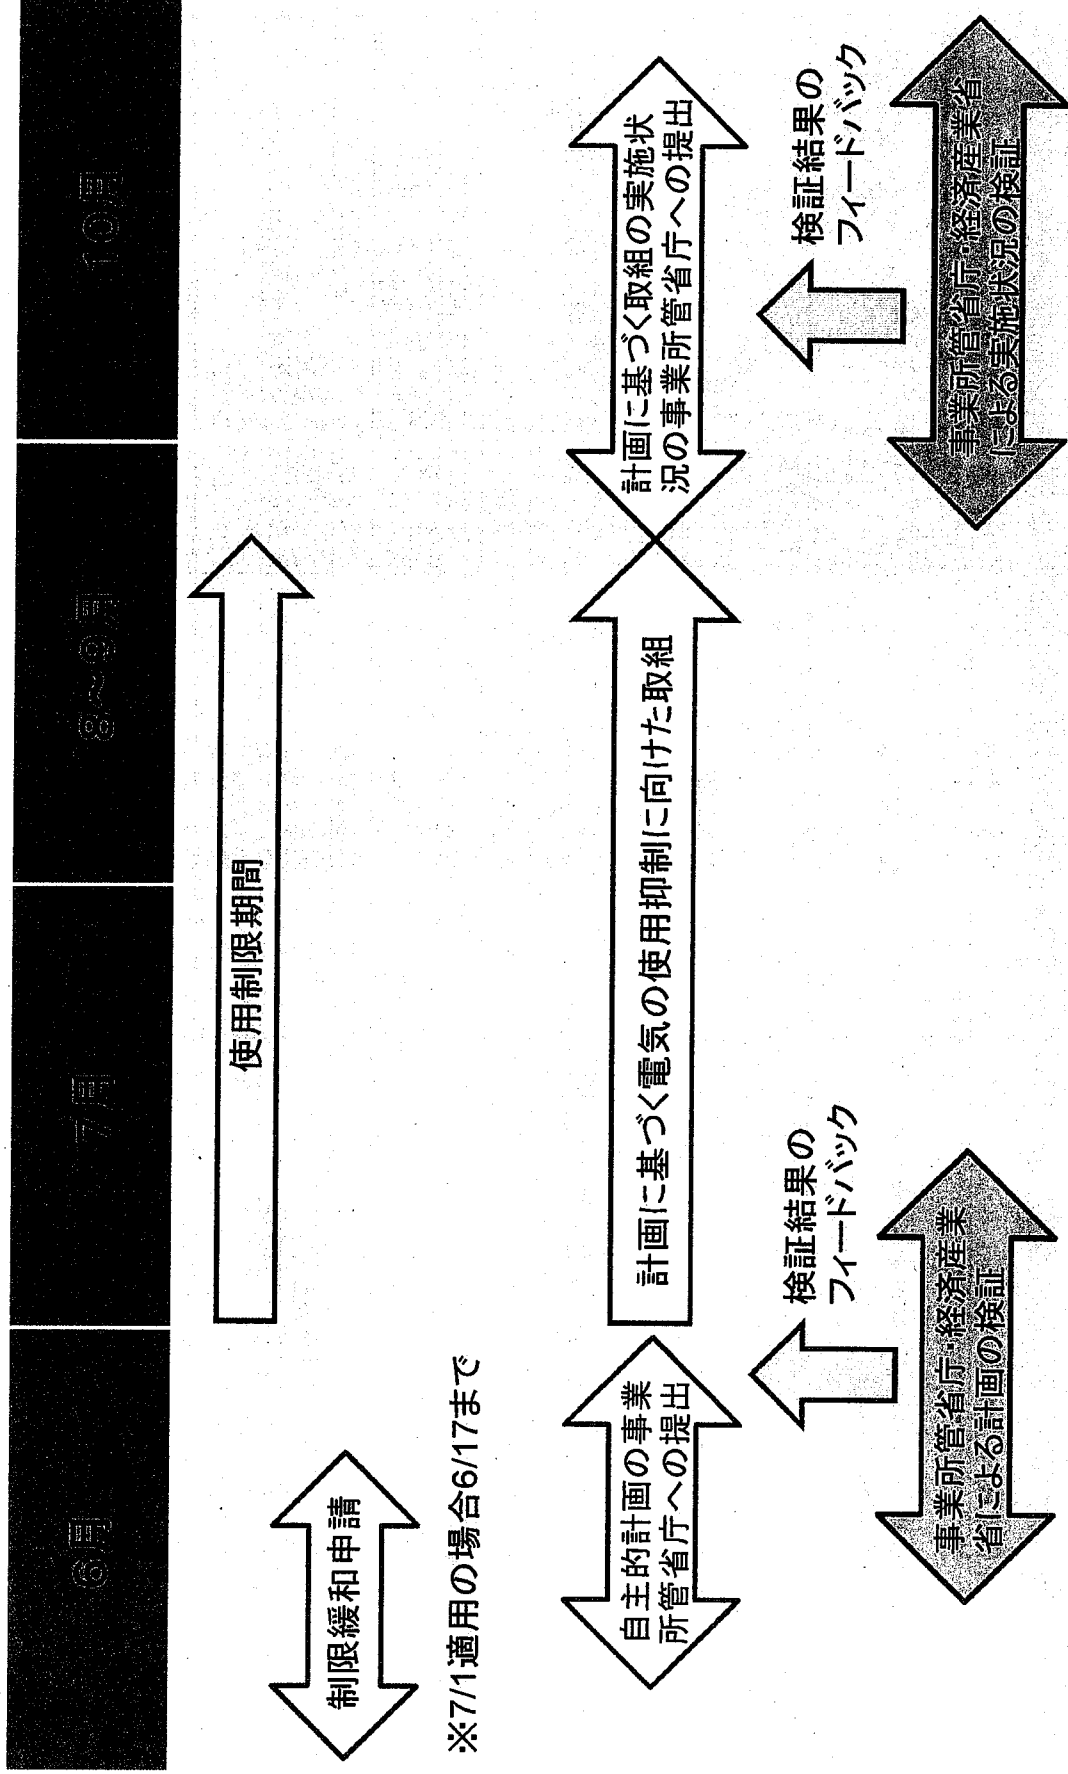 6月
7月
8～9月
10月
使用制限期間
制限緩和申請
※7/1適用の場合6/17まで
自主的計画の事業
所管省庁への提出
計画に基づく電気の使用抑制に向けた取組
計画に基づく取組の実施状
況の事業所管省庁への提出
検証結果の
フィードバック
検証結果の
フィードバック
事業所管省庁・経済産業
省による計画の検証
事業所管省庁・経済産業省
による実施状況の検証